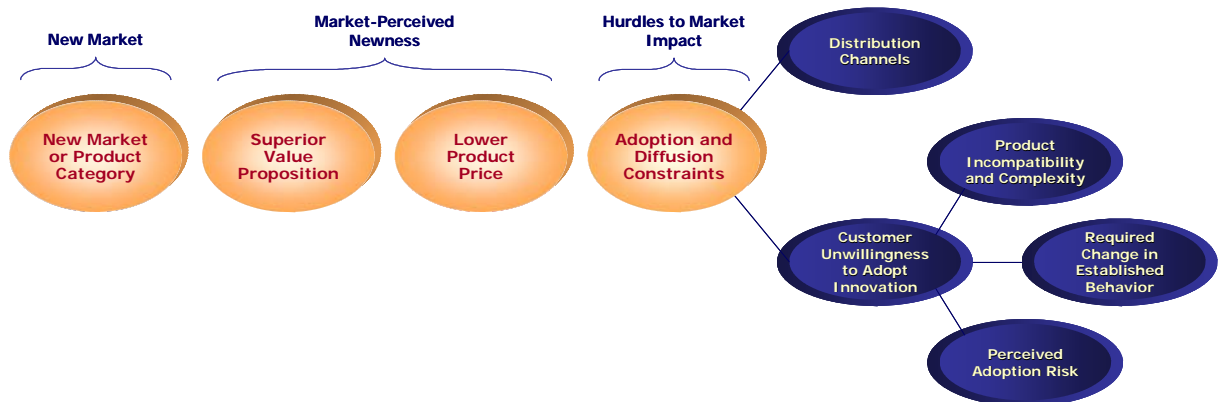 New Market
Market-Perceived
Newness
Hurdles to Market
Impact
New Market
or Product
Category
Superior
Value
Proposition
Lower
Product
Price
Adoption and
Diffusion
Constraints
Distribution
Channels
Product
Incompatibility
and Complexity
Customer
Unwillingness
to Adopt
Innovation
Required
Change in
Established
Behavior
Perceived
Adoption Risk